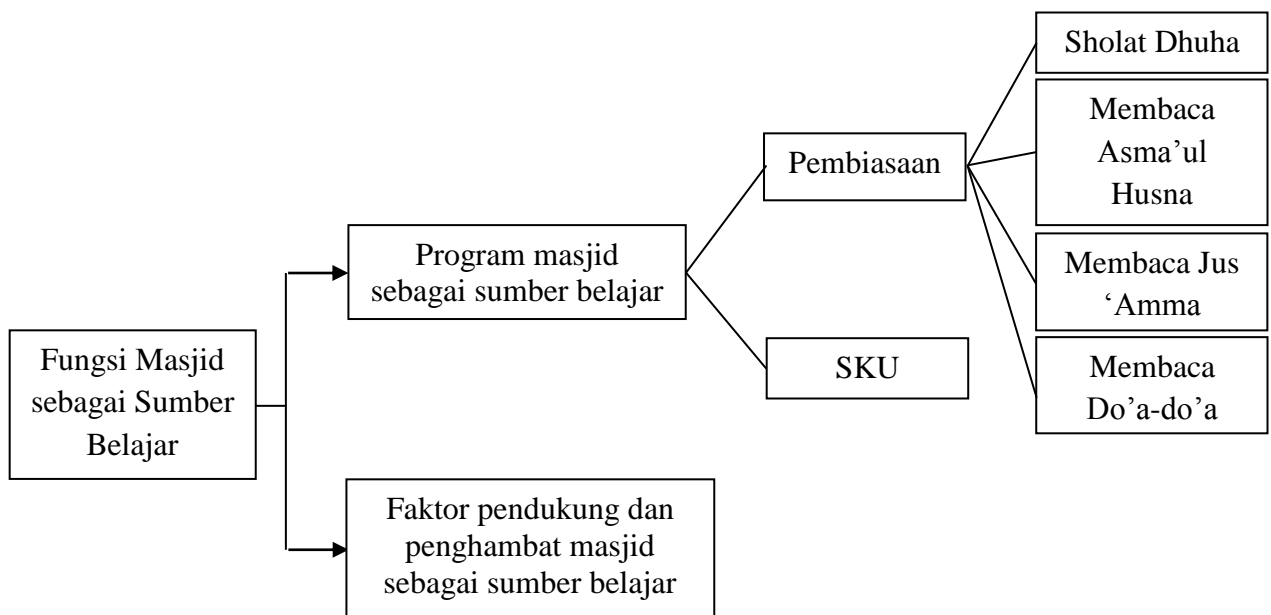 Fungsi Masjid
sebagai Sumber
Belajar
Program masjid
sebagai sumber belajar
Faktor pendukung dan
penghambat masjid
sebagai sumber belajar
Pembiasaan
SKU
Sholat Dhuha
Membaca
Asma’ul
Husna
Membaca Jus
‘Amma
Membaca
Do’a-do’a